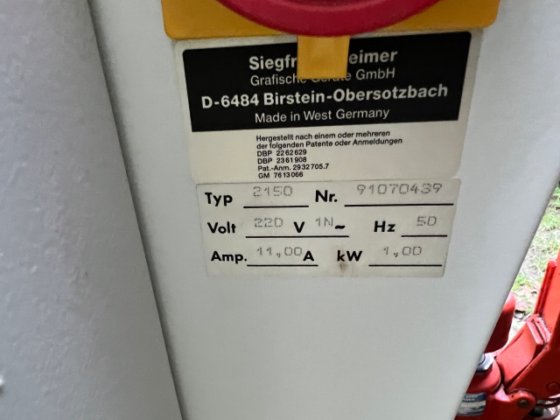 Grafische Geräte GmbH
D-6484 Birstein-Obersotzbach
Made in West Germany
Hergestellt nach einem oder mehreren
der folgenden Patente oder Anmeldungen
DBP 2262629
DBP 2361908
Pat.-Anm. 2932705.7
GM 7613066
Typ 2150 Nr. 91070439
Volt 220 V 1N~ Hz 50
Amp. 11,00 A kW 1,00